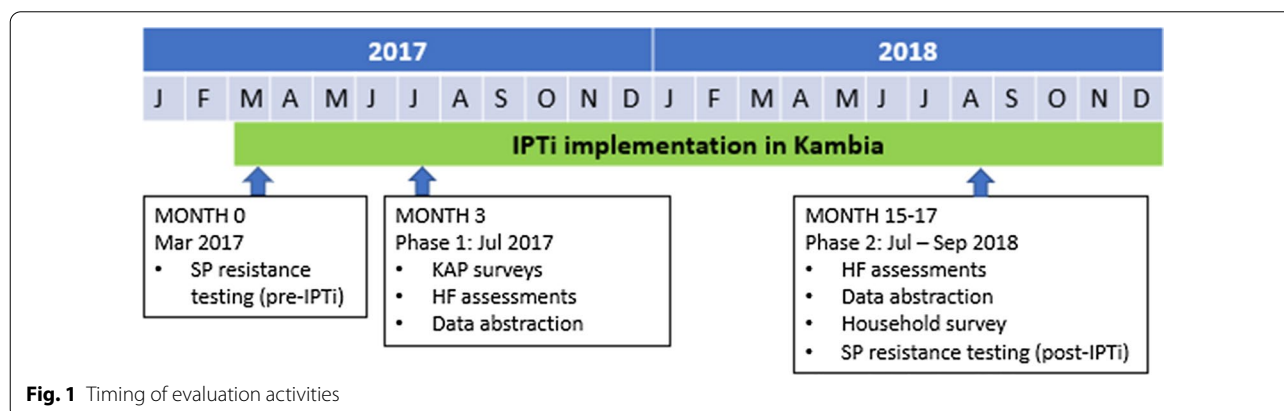 2017 2018
J F M A M J J A S O N D J F M A M J J A S O N D
IPTi implementation in Kambia
MONTH 0
Mar 2017
• SP resistance
testing (pre-IPTi)
MONTH 3
Phase 1: Jul 2017
• KAP surveys
• HF assessments
• Data abstraction
MONTH 15-17
Phase 2: Jul – Sep 2018
• HF assessments
• Data abstraction
• Household survey
• SP resistance testing (post-IPTi)
Fig. 1 Timing of evaluation activities